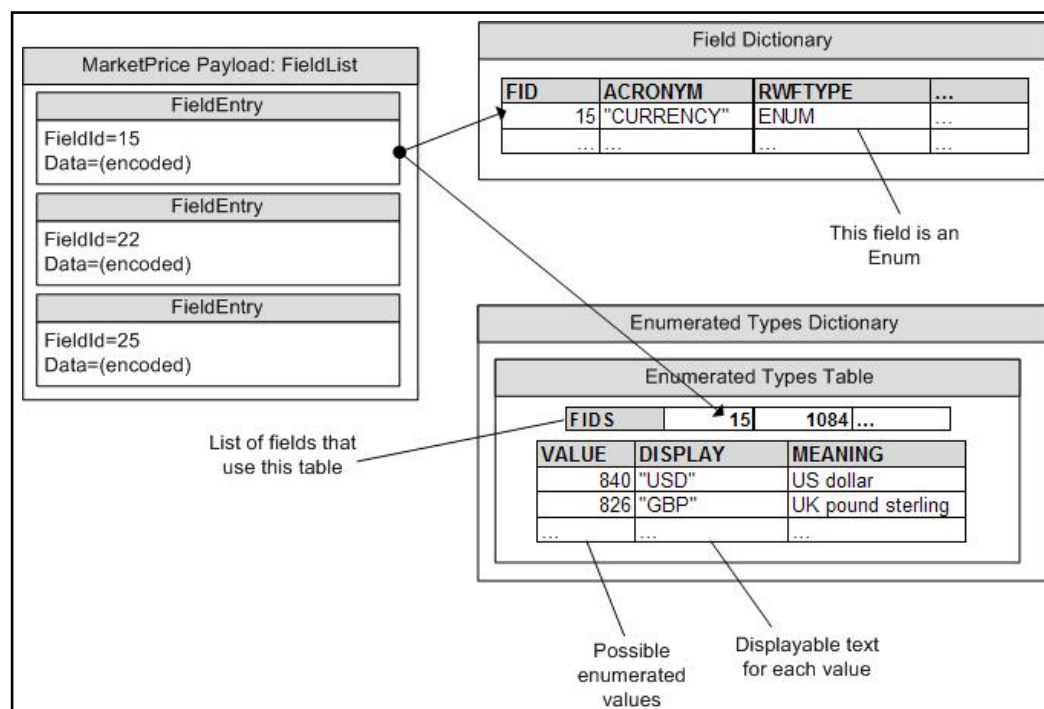 MarketPrice Payload: FieldList
FieldEntry
FieldId=15
Data=(encoded)
FieldEntry
FieldId=22
Data=(encoded)
FieldEntry
FieldId=25
Data=(encoded)
Field Dictionary
FID ACRONYM RWFTYPE ...
15 "CURRENCY" ENUM ...
... ... ... ...
This field is an
Enum
Enumerated Types Dictionary
Enumerated Types Table
FIDS 15 1084 ...
List of fields that
use this table
VALUE DISPLAY MEANING
840 "USD" US dollar
826 "GBP" UK pound sterling
... ... ...
Possible
enumerated
values
Displayable text
for each value